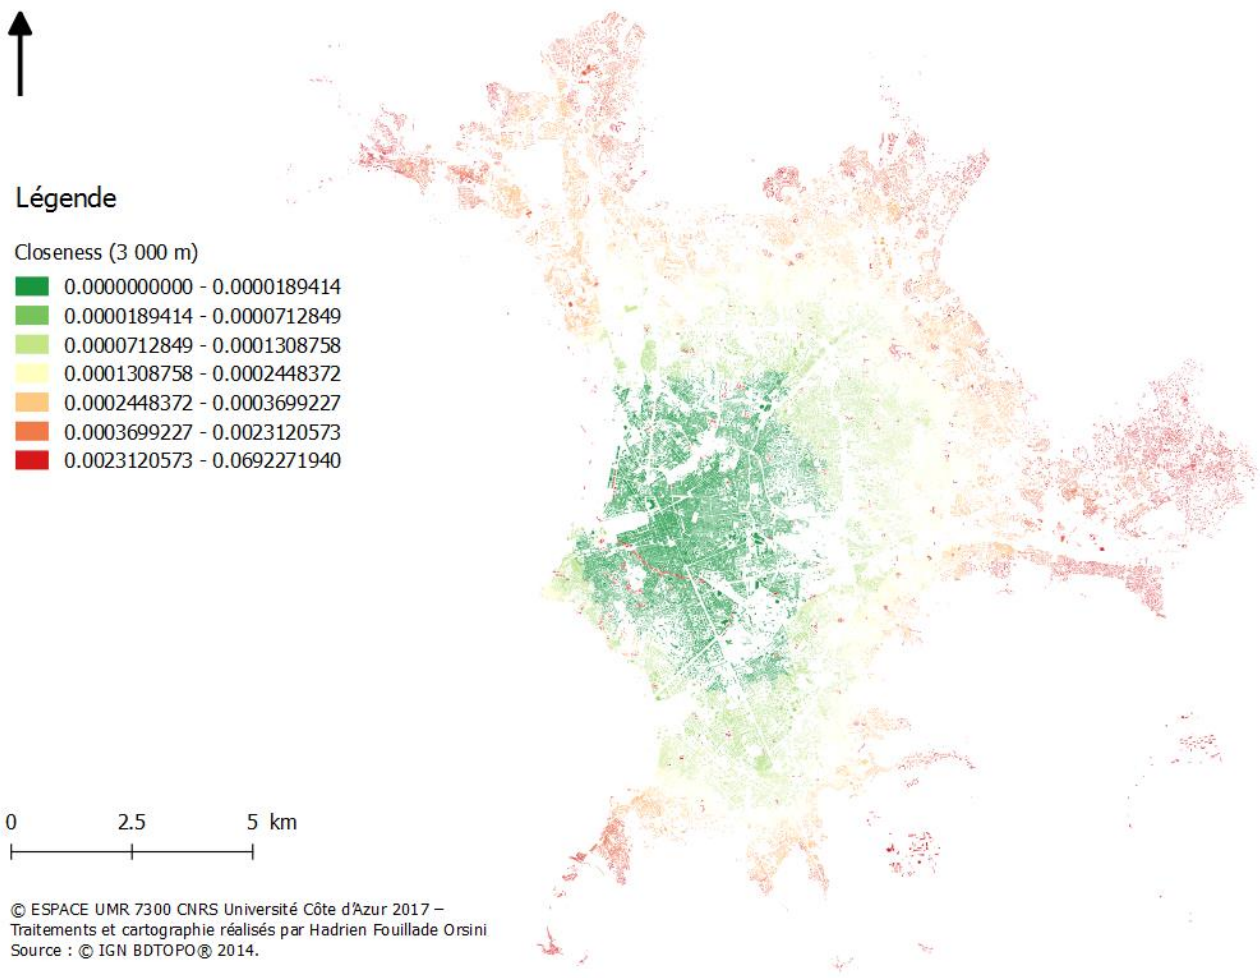 Légende
Closeness (3 000 m)
0.0000000000 - 0.0000189414
0.0000189414 - 0.0000712849
0.0000712849 - 0.0001308758
0.0001308758 - 0.0002448372
0.0002448372 - 0.0003699227
0.0003699227 - 0.0023120573
0.0023120573 - 0.0692271940
0 2.5 5 km
© ESPACE UMR 7300 CNRS Université Côte d'Azur 2017 –
Traitements et cartographie réalisés par Hadrien Fouillade Orsini
Source : © IGN BDTOPO® 2014.